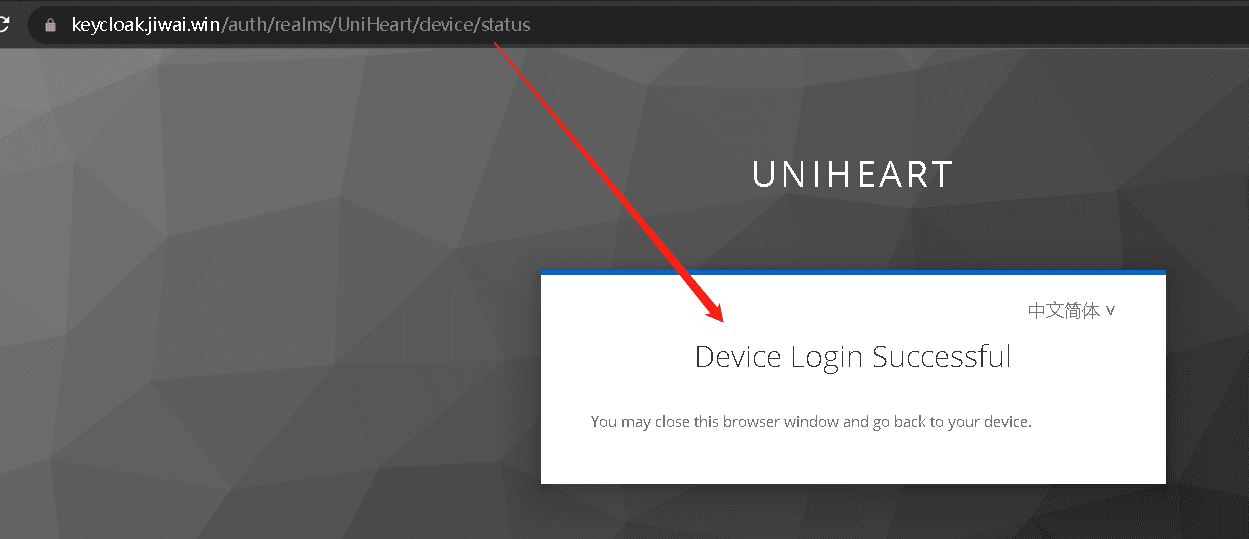 keycloak.jiwai.win/auth/realms/UniHeart/device/status
UNIHEART
中文简体
Device Login Successful
You may close this browser window and go back to your device.